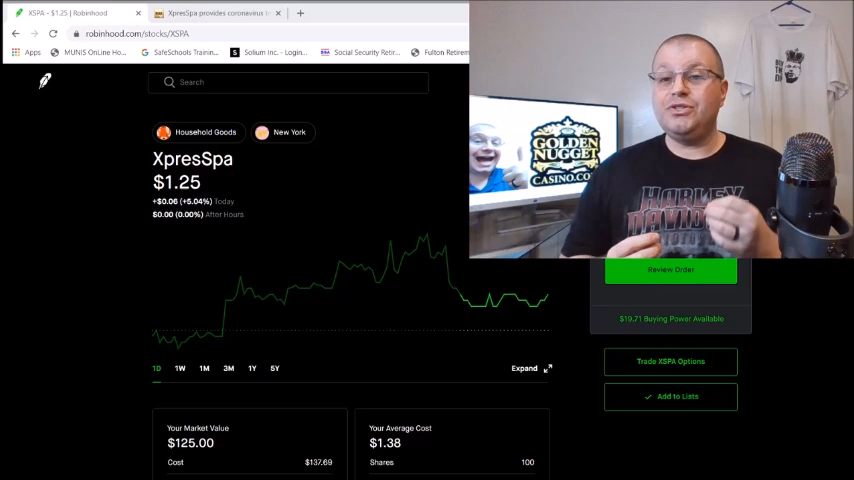 XSPA - $1.25 | Robinhood
XpresSpa provides coronavirus t
robinhood.com/stocks/XSPA
Apps
MUNIS OnLine Ho...
SafeSchools Trainin...
Solium Inc. - Login...
Social Security Retir...
Fulton Retirem
Search
Household Goods
New York
XpresSpa
$1.25
+$0.06 (+5.04%) Today
$0.00 (0.00%) After Hours
GOLDEN
NUGGET
CASINO.CO
HARLEY
DAVIDS
Review Order
$19.71 Buying Power Available
1D
1W
1M
3M
1Y
5Y
Expand
Trade XSPA Options
Add to Lists
Your Market Value
$125.00
Cost
$137.69
Your Average Cost
$1.38
Shares
100